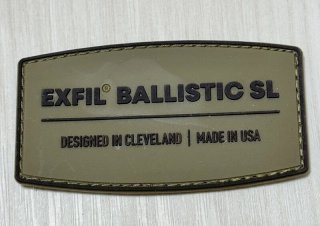 EXFIL® BALLISTIC SL
DESIGNED IN CLEVELAND | MADE IN USA